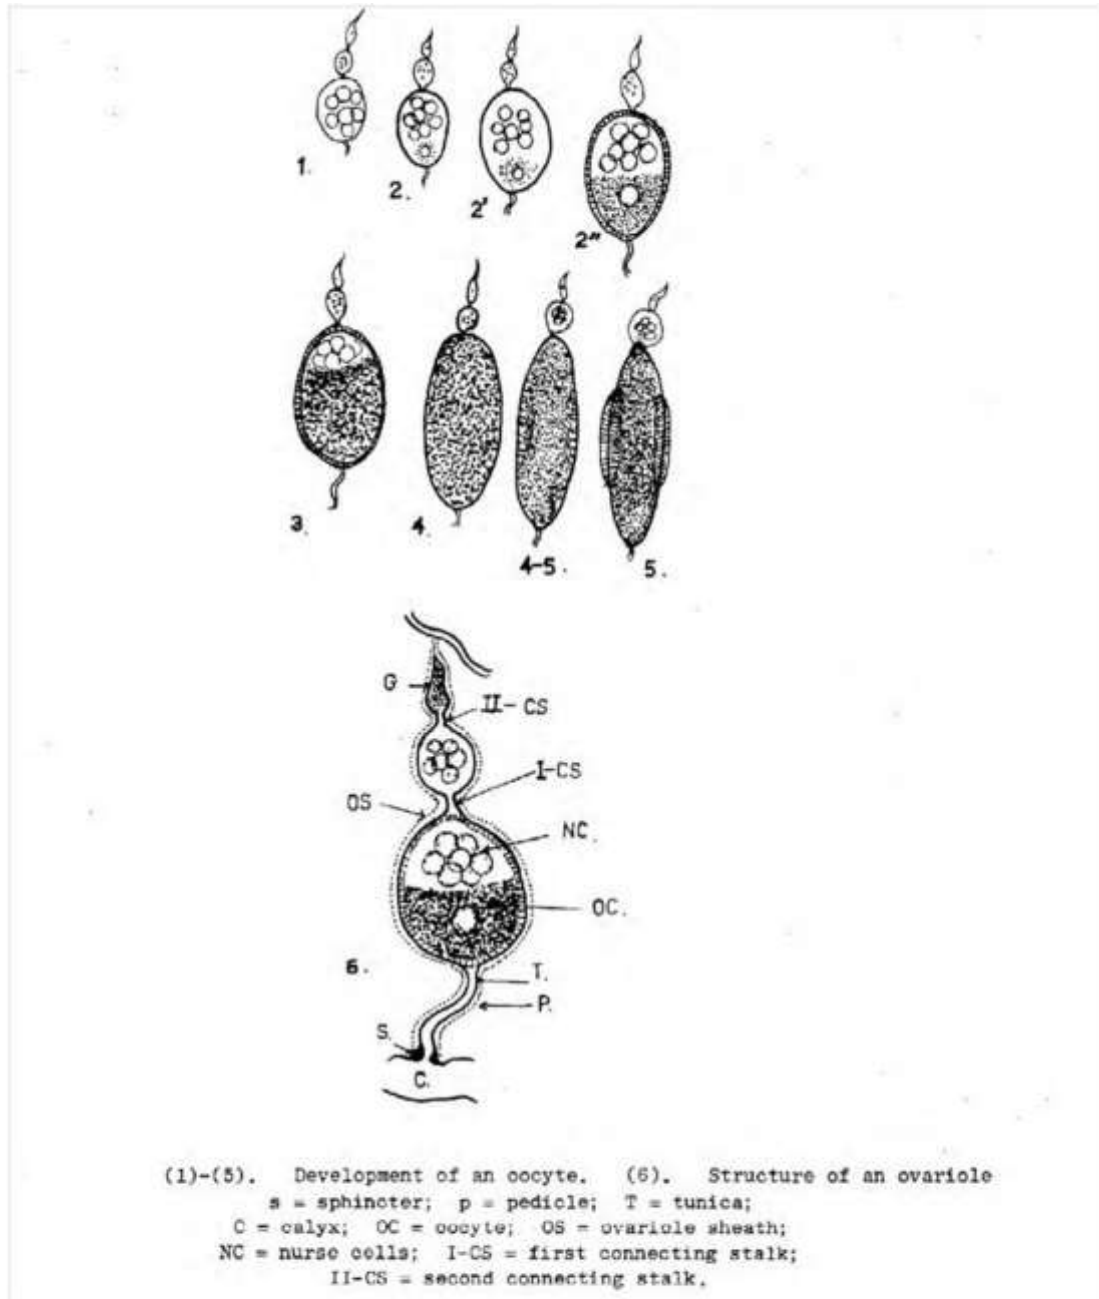 1.
2.
2'
2"
3.
4.
4-5.
5.
G
II-CS
I-CS
OS
NC.
OC.
6.
T.
P.
S.
C.
(1)-(5). Development of an oocyte. (6). Structure of an ovariole
s = sphincter; p = pedicle; T = tunica;
C = calyx; OC = oocyte; OS = ovariole sheath;
NC = nurse cells; I-CS = first connecting stalk;
II-CS = second connecting stalk.